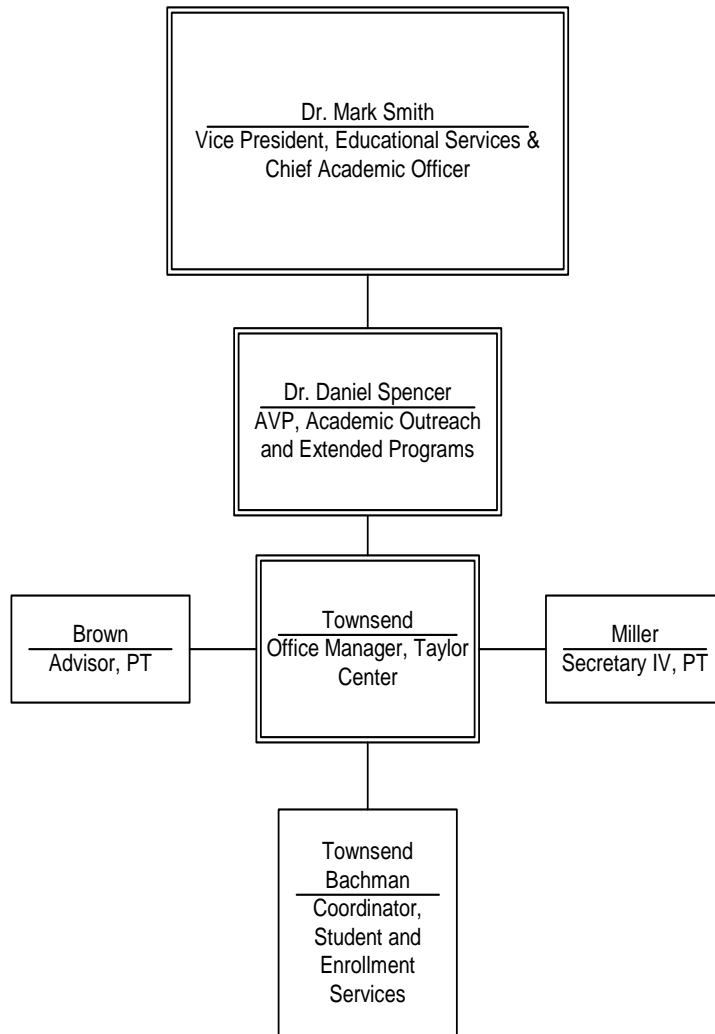 Dr. Mark Smith
Vice President, Educational Services &
Chief Academic Officer
Dr. Daniel Spencer
AVP, Academic Outreach
and Extended Programs
Brown
Advisor, PT
Townsend
Office Manager, Taylor
Center
Miller
Secretary IV, PT
Townsend
Bachman
Coordinator,
Student and
Enrollment
Services